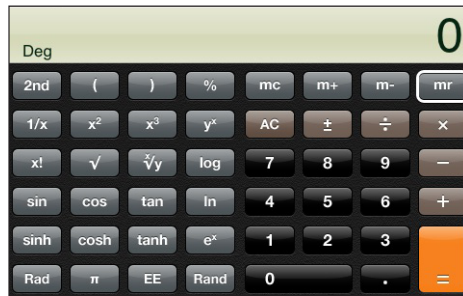 0
Deg
2nd ( ) % mc m+ m- mr
1/x x² x³ yˣ AC ± ÷ ×
x! √ ˣ√y log 7 8 9 −
sin cos tan ln 4 5 6 +
sinh cosh tanh eˣ 1 2 3
Rad π EE Rand 0 . =